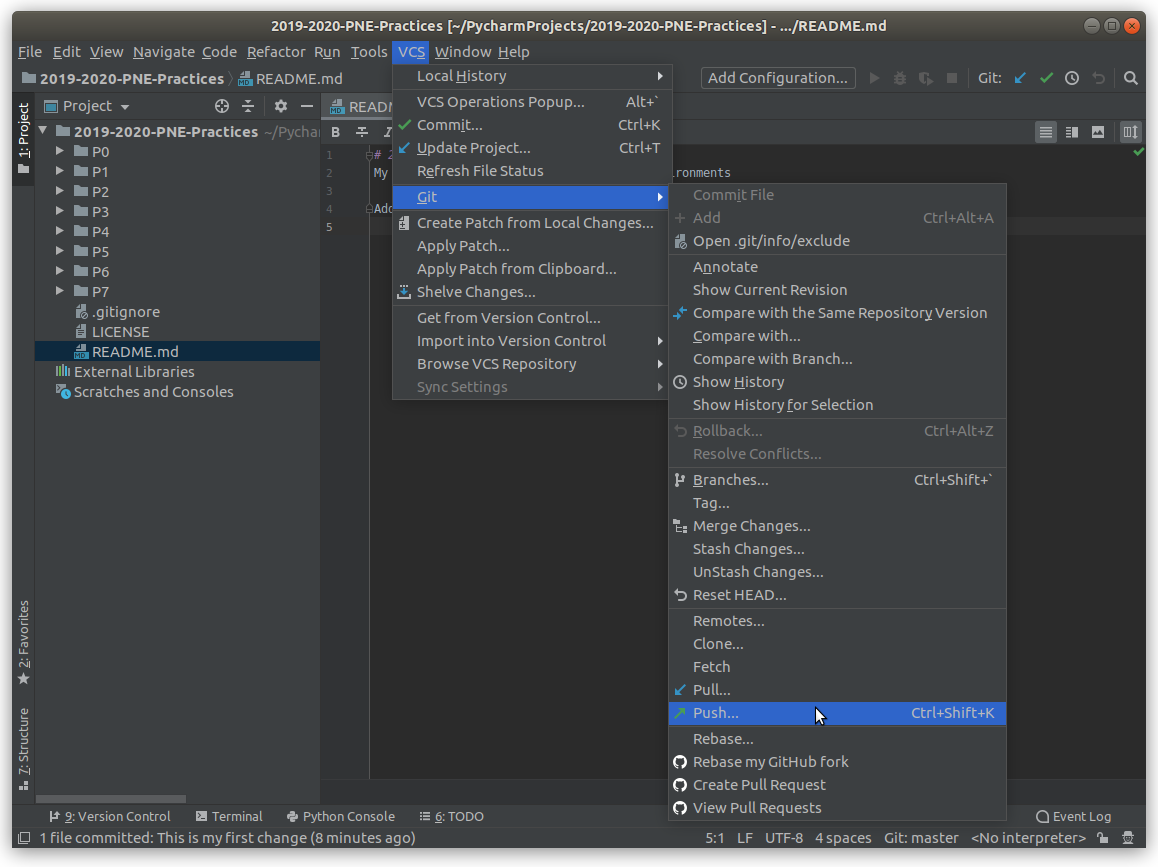 2019-2020-PNE-Practices [~/PycharmProjects/2019-2020-PNE-Practices] - .../README.md
File Edit View Navigate Code Refactor Run Tools VCS Window Help
2019-2020-PNE-Practices README.md
Add Configuration... Git:
Project
READ
1: Project
2019-2020-PNE-Practices ~/Pycha
P0
P1
P2
P3
P4
P5
P6
P7
.gitignore
LICENSE
README.md
External Libraries
Scratches and Consoles
2: Favorites
7: Structure
B
1 # 2
2 My ronments
3
4 Add
5
Local History
VCS Operations Popup... Alt+`
Commit... Ctrl+K
Update Project... Ctrl+T
Refresh File Status
Git
Create Patch from Local Changes...
Apply Patch...
Apply Patch from Clipboard...
Shelve Changes...
Get from Version Control...
Import into Version Control
Browse VCS Repository
Sync Settings
Commit File
Add Ctrl+Alt+A
Open .git/info/exclude
Annotate
Show Current Revision
Compare with the Same Repository Version
Compare with...
Compare with Branch...
Show History
Show History for Selection
Rollback... Ctrl+Alt+Z
Resolve Conflicts...
Branches... Ctrl+Shift+`
Tag...
Merge Changes...
Stash Changes...
UnStash Changes...
Reset HEAD...
Remotes...
Clone...
Fetch
Pull...
Push... Ctrl+Shift+K
Rebase...
Rebase my GitHub fork
Create Pull Request
View Pull Requests
9: Version Control Terminal Python Console 6: TODO Event Log
1 file committed: This is my first change (8 minutes ago) 5:1 LF UTF-8 4 spaces Git: master <No interpreter>